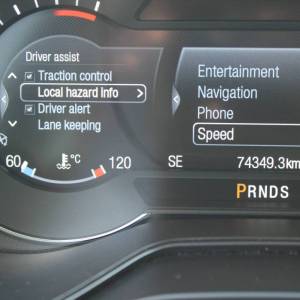 Driver assist
Traction control
Local hazard info
Driver alert
Lane keeping
60 °C 120
Entertainment
Navigation
Phone
Speed
SE 74349.3km
PRNDS